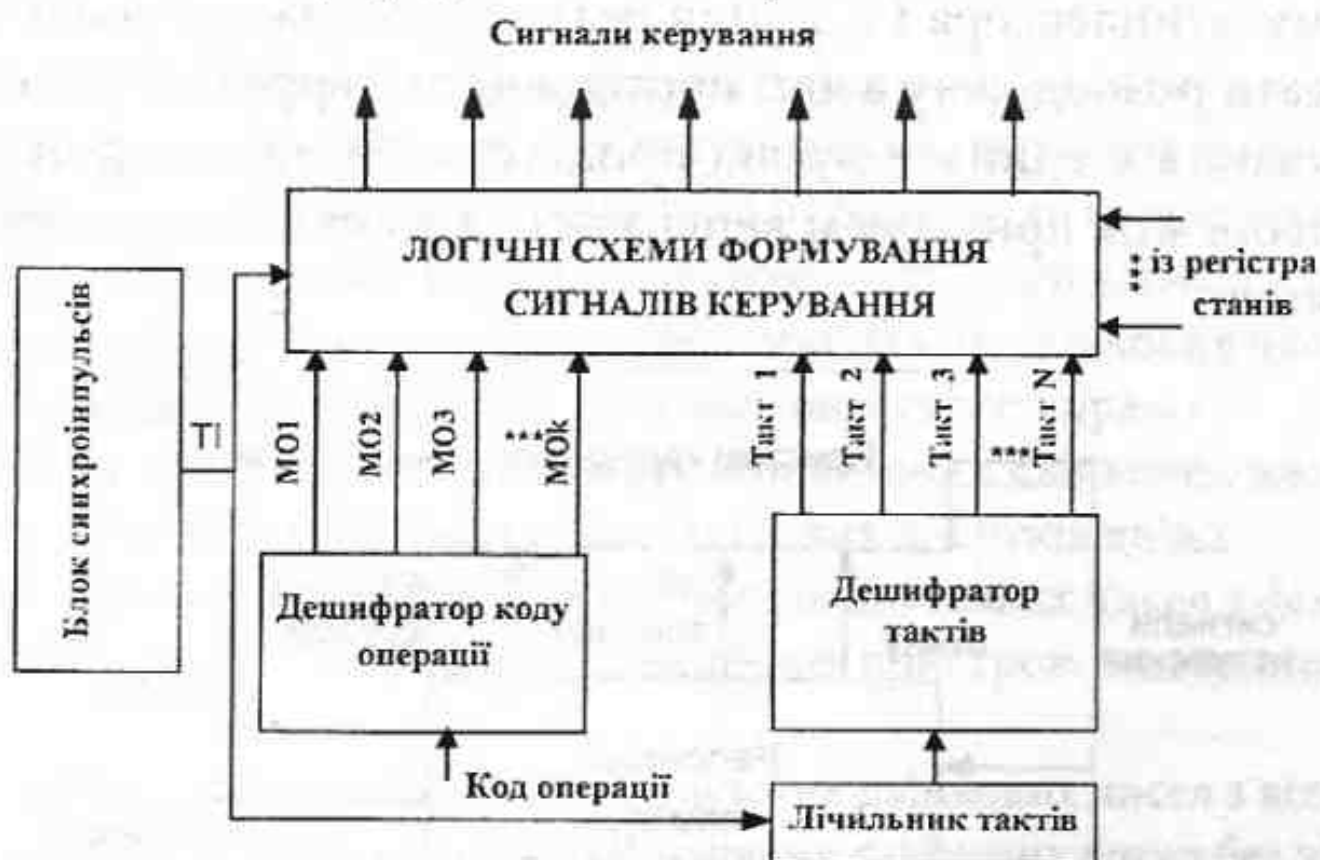 Сигнали керування
ЛОГІЧНІ СХЕМИ ФОРМУВАННЯ
СИГНАЛІВ КЕРУВАННЯ
із регістра
станів
Блок синхроінпульсів
ТІ
МО1
МО2
МО3
***
МОk
Такт 1
Такт 2
Такт 3
***
Такт N
Дешифратор коду
операції
Дешифратор
тактів
Код операції
Лічильник тактів